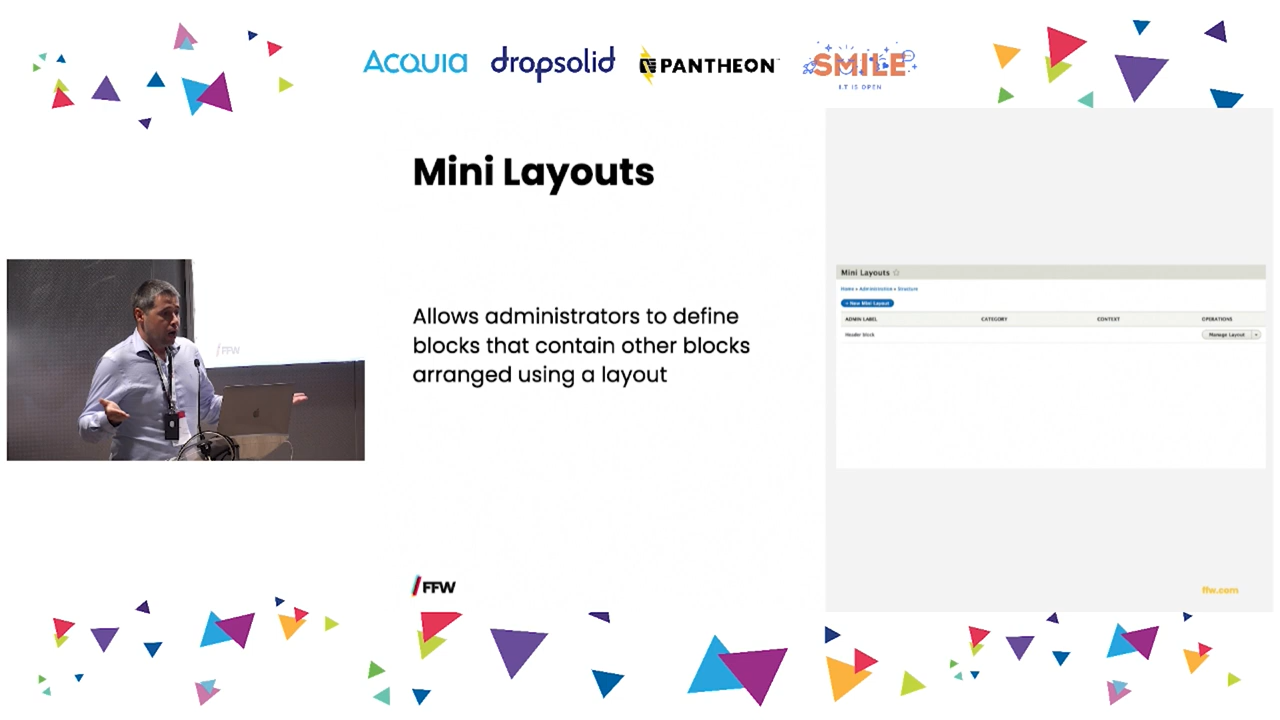 ACQUIA
dropsolid
PANTHEON
SMILE
I.T IS OPEN
Mini Layouts
Allows administrators to define
blocks that contain other blocks
arranged using a layout
/FFW
Mini Layouts
Home » Administration » Structure
+ New Mini Layout
ADMIN LABEL CATEGORY CONTEXT OPERATIONS
Header block Manage Layout
/FFW
ffw.com